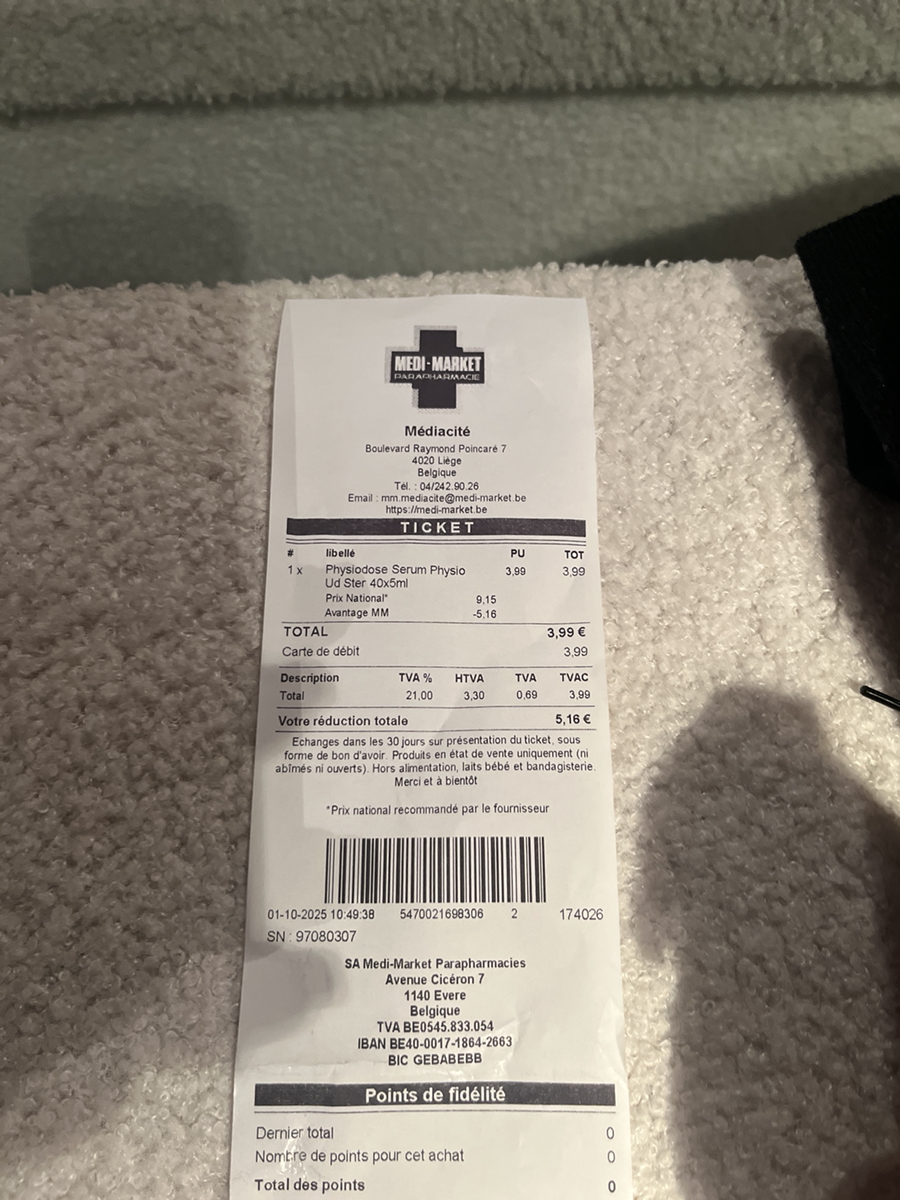 MEDI-MARKET
PARAPHARMACIE
Médiacité
Boulevard Raymond Poincaré 7
4020 Liège
Belgique
Tél. : 04/242.90.26
Email : mm.mediacite@medi-market.be
https://medi-market.be
TICKET
# libellé PU TOT
1 x Physiodose Serum Physio 3,99 3,99
Ud Ster 40x5ml
Prix National* 9,15
Avantage MM -5,16
TOTAL 3,99 €
Carte de débit 3,99
Description TVA % HTVA TVA TVAC
Total 21,00 3,30 0,69 3,99
Votre réduction totale 5,16 €
Echanges dans les 30 jours sur présentation du ticket, sous
forme de bon d'avoir. Produits en état de vente uniquement (ni
abîmés ni ouverts). Hors alimentation, laits bébé et bandagisterie.
Merci et à bientôt
*Prix national recommandé par le fournisseur
01-10-2025 10:49:38 5470021698306 2 174026
SN : 97080307
SA Medi-Market Parapharmacies
Avenue Cicéron 7
1140 Evere
Belgique
TVA BE0545.833.054
IBAN BE40-0017-1864-2663
BIC GEBABEBB
Points de fidélité
Dernier total 0
Nombre de points pour cet achat 0
Total des points 0